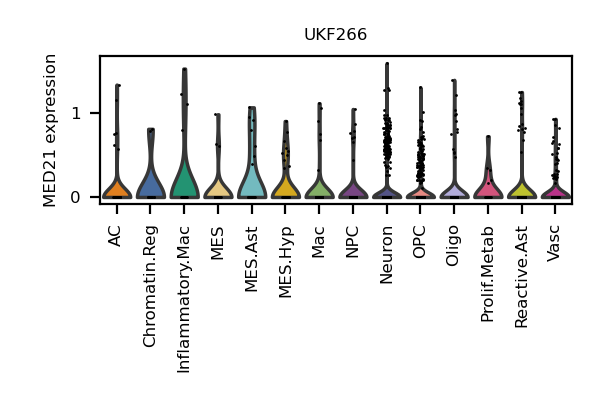 UKF266
MED21 expression
1
0
AC
Chromatin.Reg
Inflammatory.Mac
MES
MES.Ast
MES.Hyp
Mac
NPC
Neuron
OPC
Oligo
Prolif.Metab
Reactive.Ast
Vasc